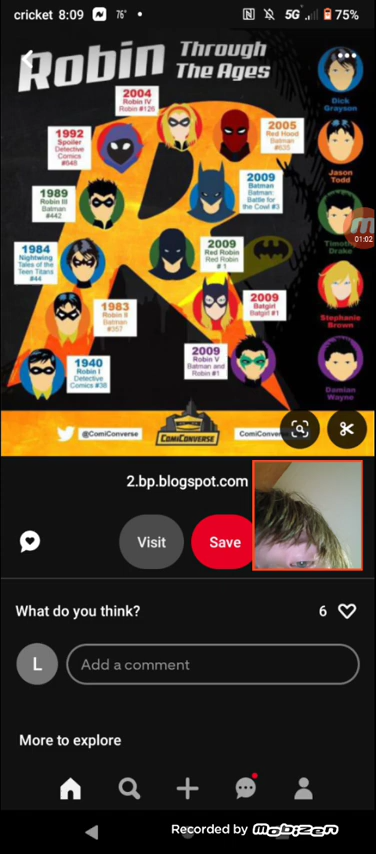 cricket 8:09 76° 5G 75%
Robin Through
The Ages
2004
Robin IV
Robin #126
1992
Spoiler
Detective
Comics
#648
2005
Red Hood
Batman
#635
Dick
Grayson
1989
Robin III
Batman
#442
2009
Batman
Batman:
Battle for
the Cowl #3
Jason
Todd
01:02
1984
Nightwing
Tales of the
Teen Titans
#44
2009
Red Robin
Red Robin
# 1
Timothy
Drake
1983
Robin II
Batman
#357
2009
Batgirl
Batgirl #1
Stephanie
Brown
1940
Robin I
Detective
Comics #38
2009
Robin V
Batman and
Robin #1
Damian
Wayne
@ComiConverse
COMICONVERSE
ComiConver
2.bp.blogspot.com
Visit
Save
What do you think?
6
L
Add a comment
More to explore
Recorded by mobizen